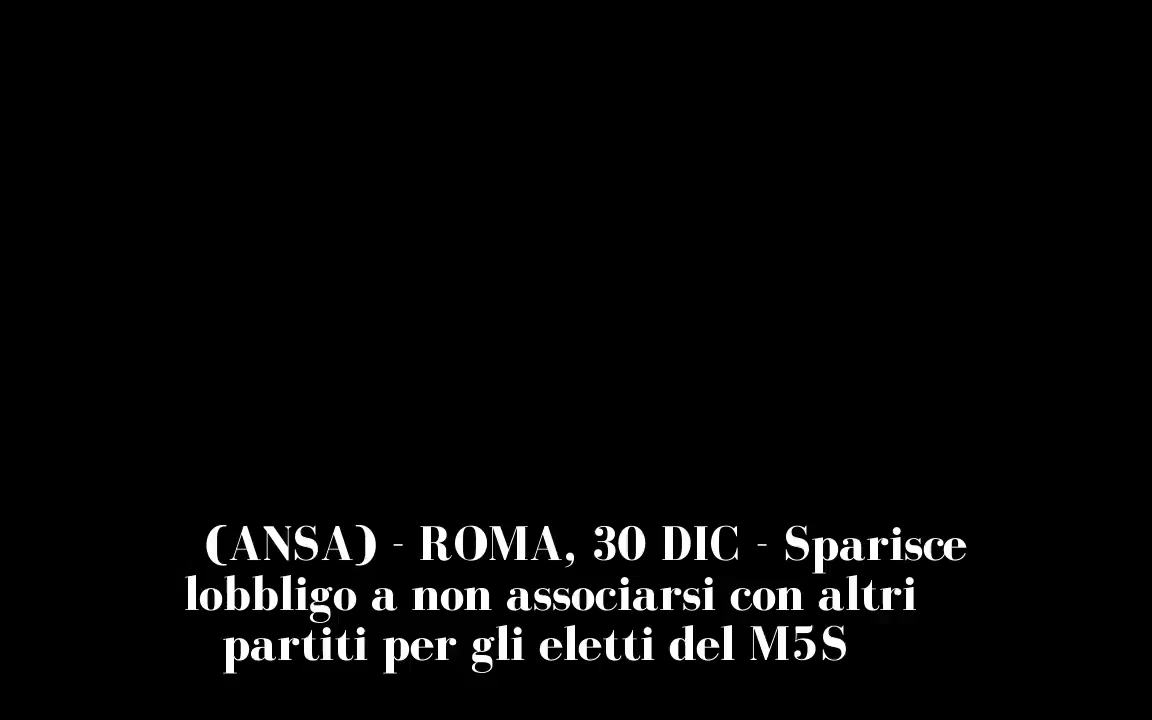 (ANSA) - ROMA, 30 DIC - Sparisce
lobbligo a non associarsi con altri
partiti per gli eletti del M5S